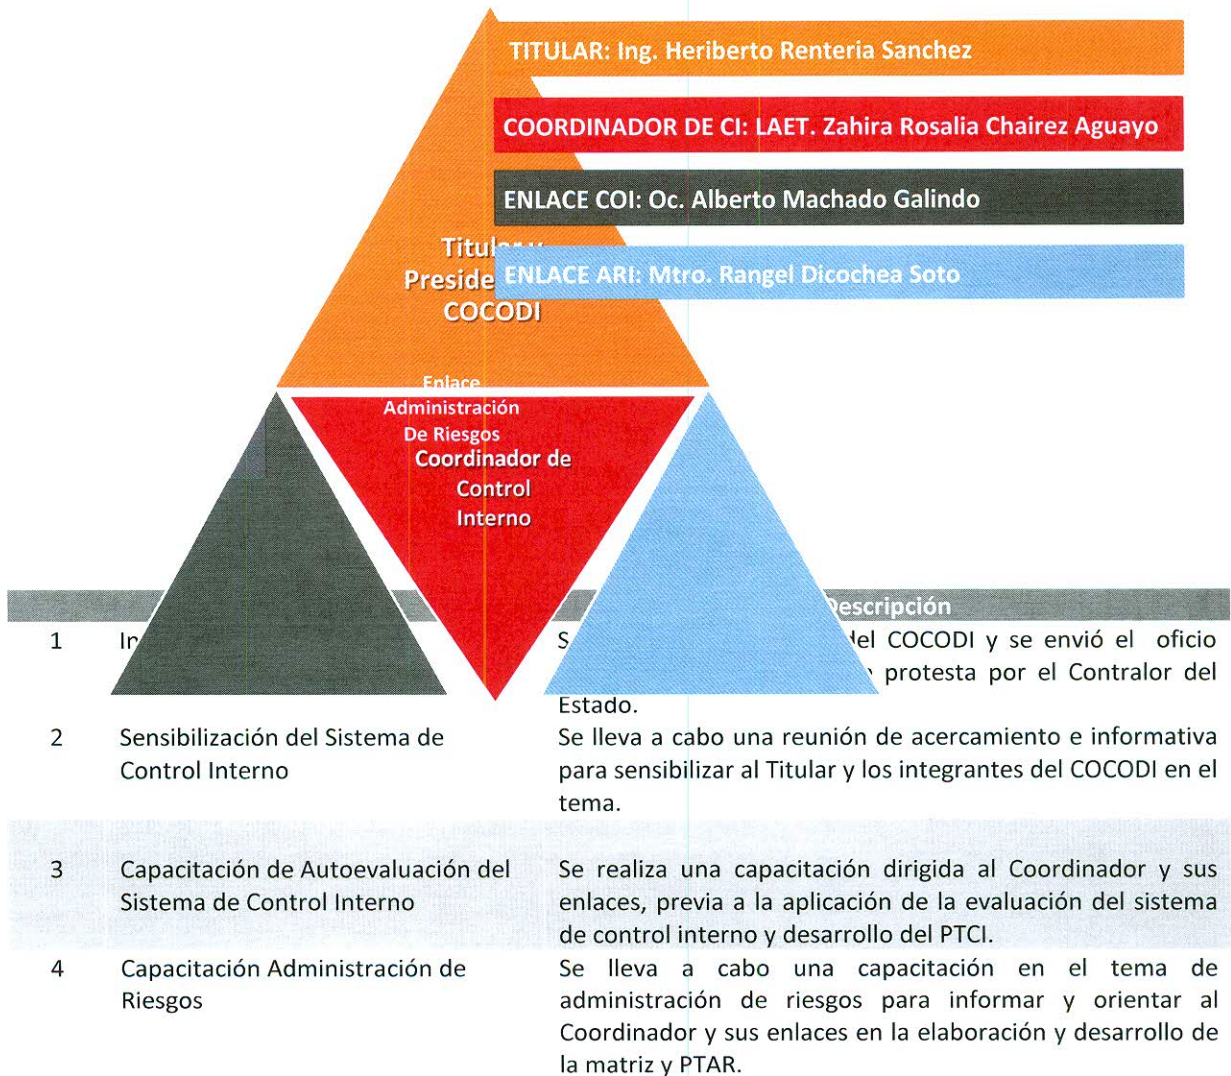 TITULAR: Ing. Heriberto Renteria Sanchez
COORDINADOR DE CI: LAET. Zahira Rosalia Chairez Aguayo
ENLACE COI: Oc. Alberto Machado Galindo
Titular y
Preside
ENLACE ARI: Mtro. Rangel Dicochea Soto
COCODI
Enlace
Administración
De Riesgos
Coordinador de
Control
Interno
Descripción
1
del COCODI y se envió el oficio
protesta por el Contralor del
Estado.
2 Sensibilización del Sistema de
Control Interno
Se lleva a cabo una reunión de acercamiento e informativa
para sensibilizar al Titular y los integrantes del COCODI en el
tema.
3 Capacitación de Autoevaluación del
Sistema de Control Interno
Se realiza una capacitación dirigida al Coordinador y sus
enlaces, previa a la aplicación de la evaluación del sistema
de control interno y desarrollo del PTCI.
4 Capacitación Administración de
Riesgos
Se lleva a cabo una capacitación en el tema de
administración de riesgos para informar y orientar al
Coordinador y sus enlaces en la elaboración y desarrollo de
la matriz y PTAR.